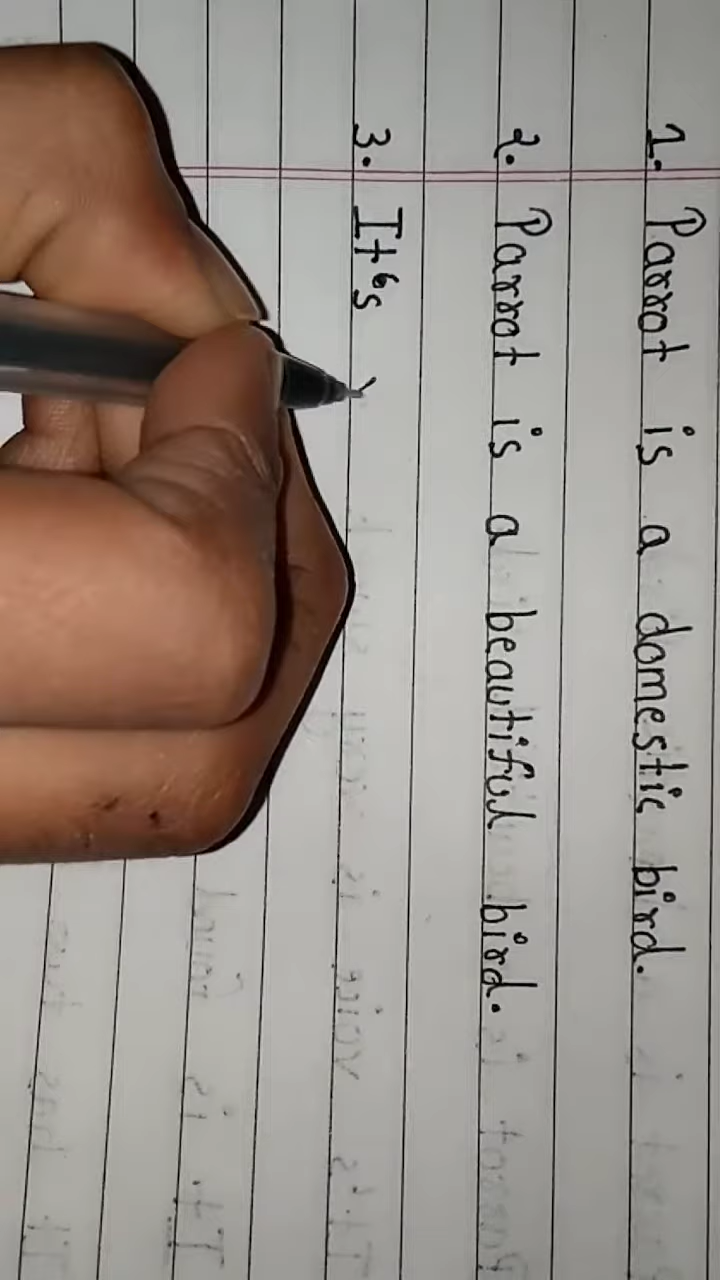 1. Parrot is a domestic bird.
2. Parrot is a beautiful bird.
3. It's